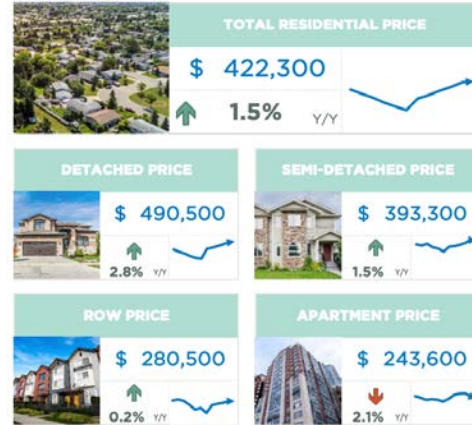 TOTAL RESIDENTIAL PRICE
$ 422,300
1.5% Y/Y
DETACHED PRICE
$ 490,500
2.8% Y/Y
SEMI-DETACHED PRICE
$ 393,300
1.5% Y/Y
ROW PRICE
$ 280,500
0.2% Y/Y
APARTMENT PRICE
$ 243,600
2.1% Y/Y